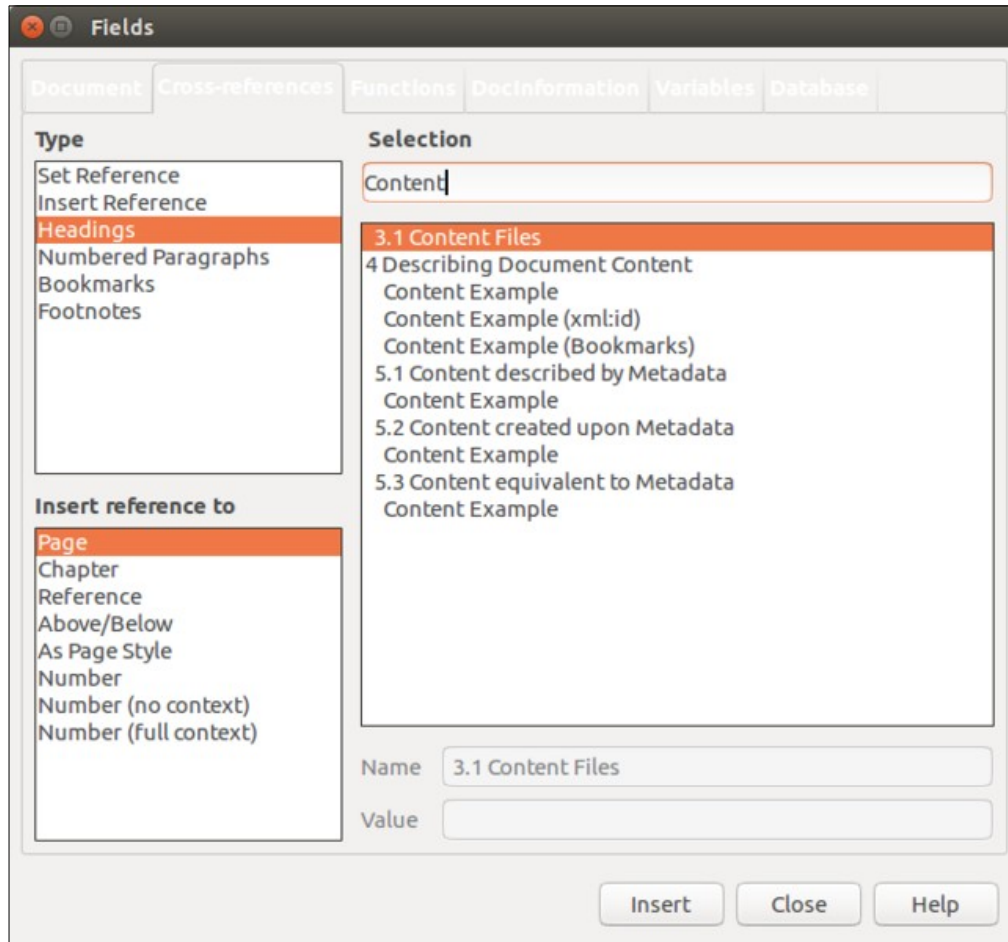 Fields
Document Cross-references Functions DocInformation Variables Database
Type
Set Reference
Insert Reference
Headings
Numbered Paragraphs
Bookmarks
Footnotes
Insert reference to
Page
Chapter
Reference
Above/Below
As Page Style
Number
Number (no context)
Number (full context)
Selection
Content
3.1 Content Files
4 Describing Document Content
Content Example
Content Example (xml:id)
Content Example (Bookmarks)
5.1 Content described by Metadata
Content Example
5.2 Content created upon Metadata
Content Example
5.3 Content equivalent to Metadata
Content Example
Name 3.1 Content Files
Value
Insert Close Help